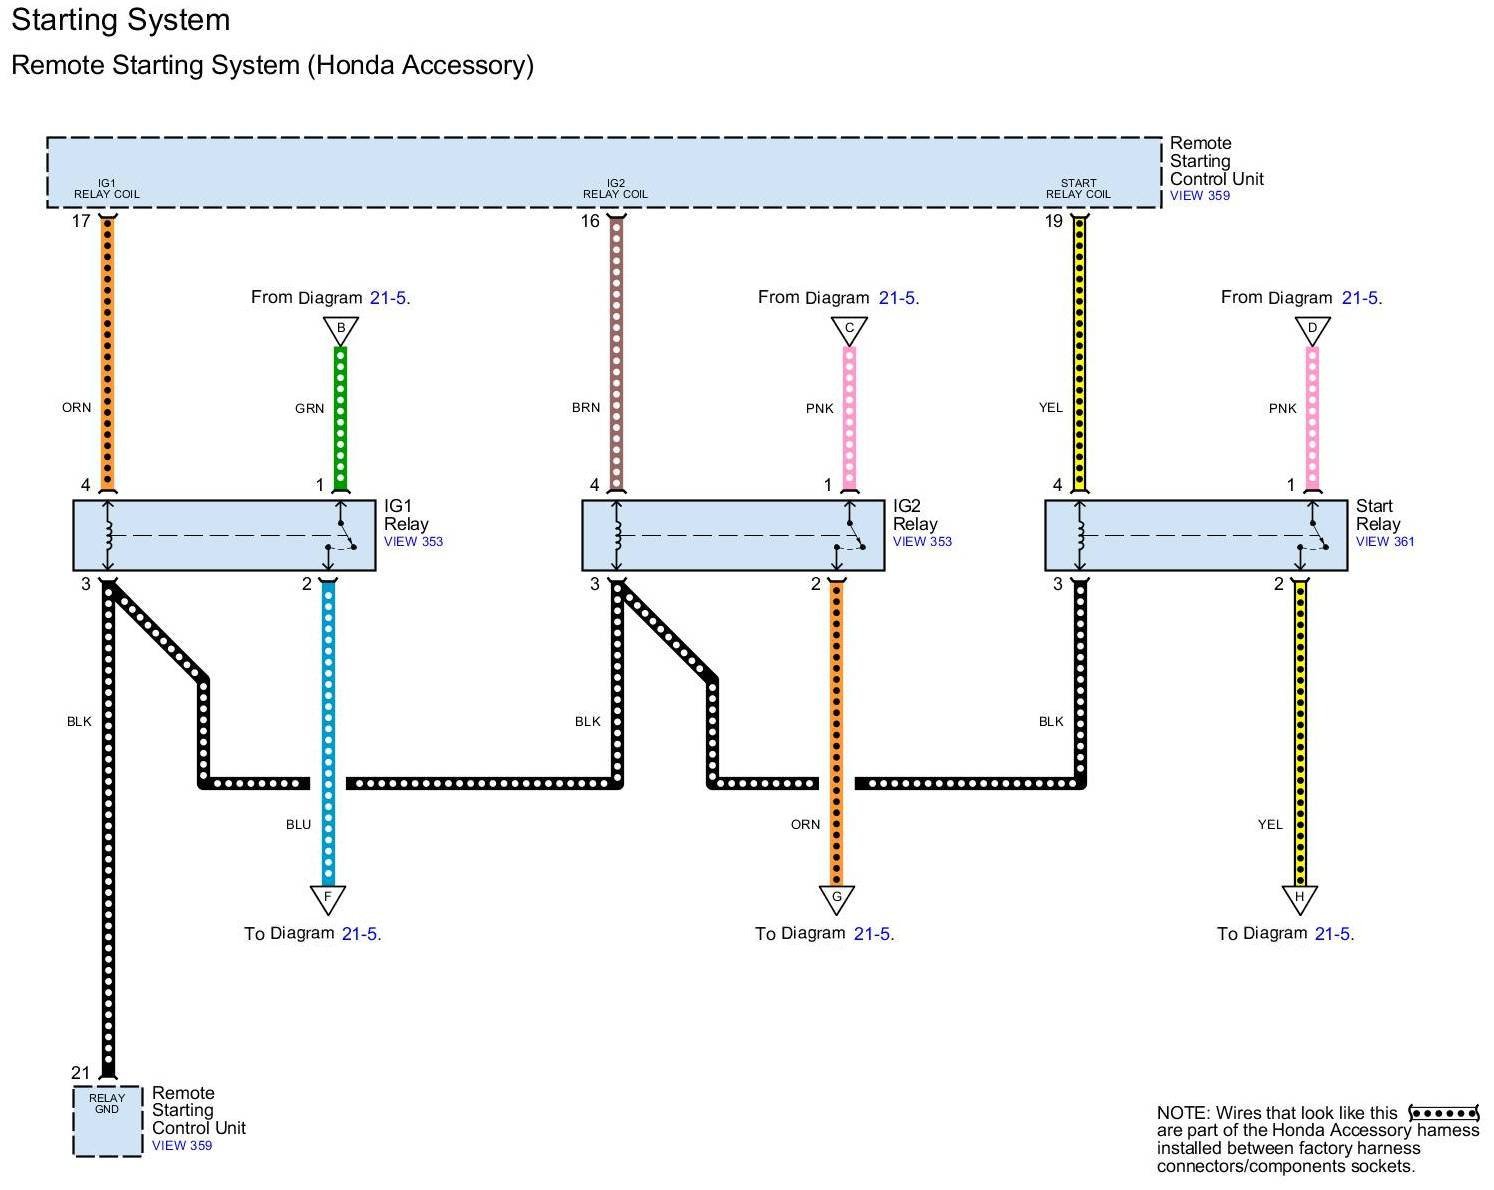 Starting System
Remote Starting System (Honda Accessory)
IG1
RELAY COIL
IG2
RELAY COIL
START
RELAY COIL
Remote
Starting
Control Unit
VIEW 359
17
16
19
From Diagram 21-5.
B
From Diagram 21-5.
C
From Diagram 21-5.
D
ORN
GRN
BRN
PNK
YEL
PNK
4
1
4
1
4
1
IG1
Relay
VIEW 353
IG2
Relay
VIEW 353
Start
Relay
VIEW 361
3
2
3
2
3
2
BLK
BLK
BLK
BLU
ORN
YEL
F
G
H
To Diagram 21-5.
To Diagram 21-5.
To Diagram 21-5.
21
RELAY
GND
Remote
Starting
Control Unit
VIEW 359
NOTE: Wires that look like this
are part of the Honda Accessory harness
installed between factory harness
connectors/components sockets.